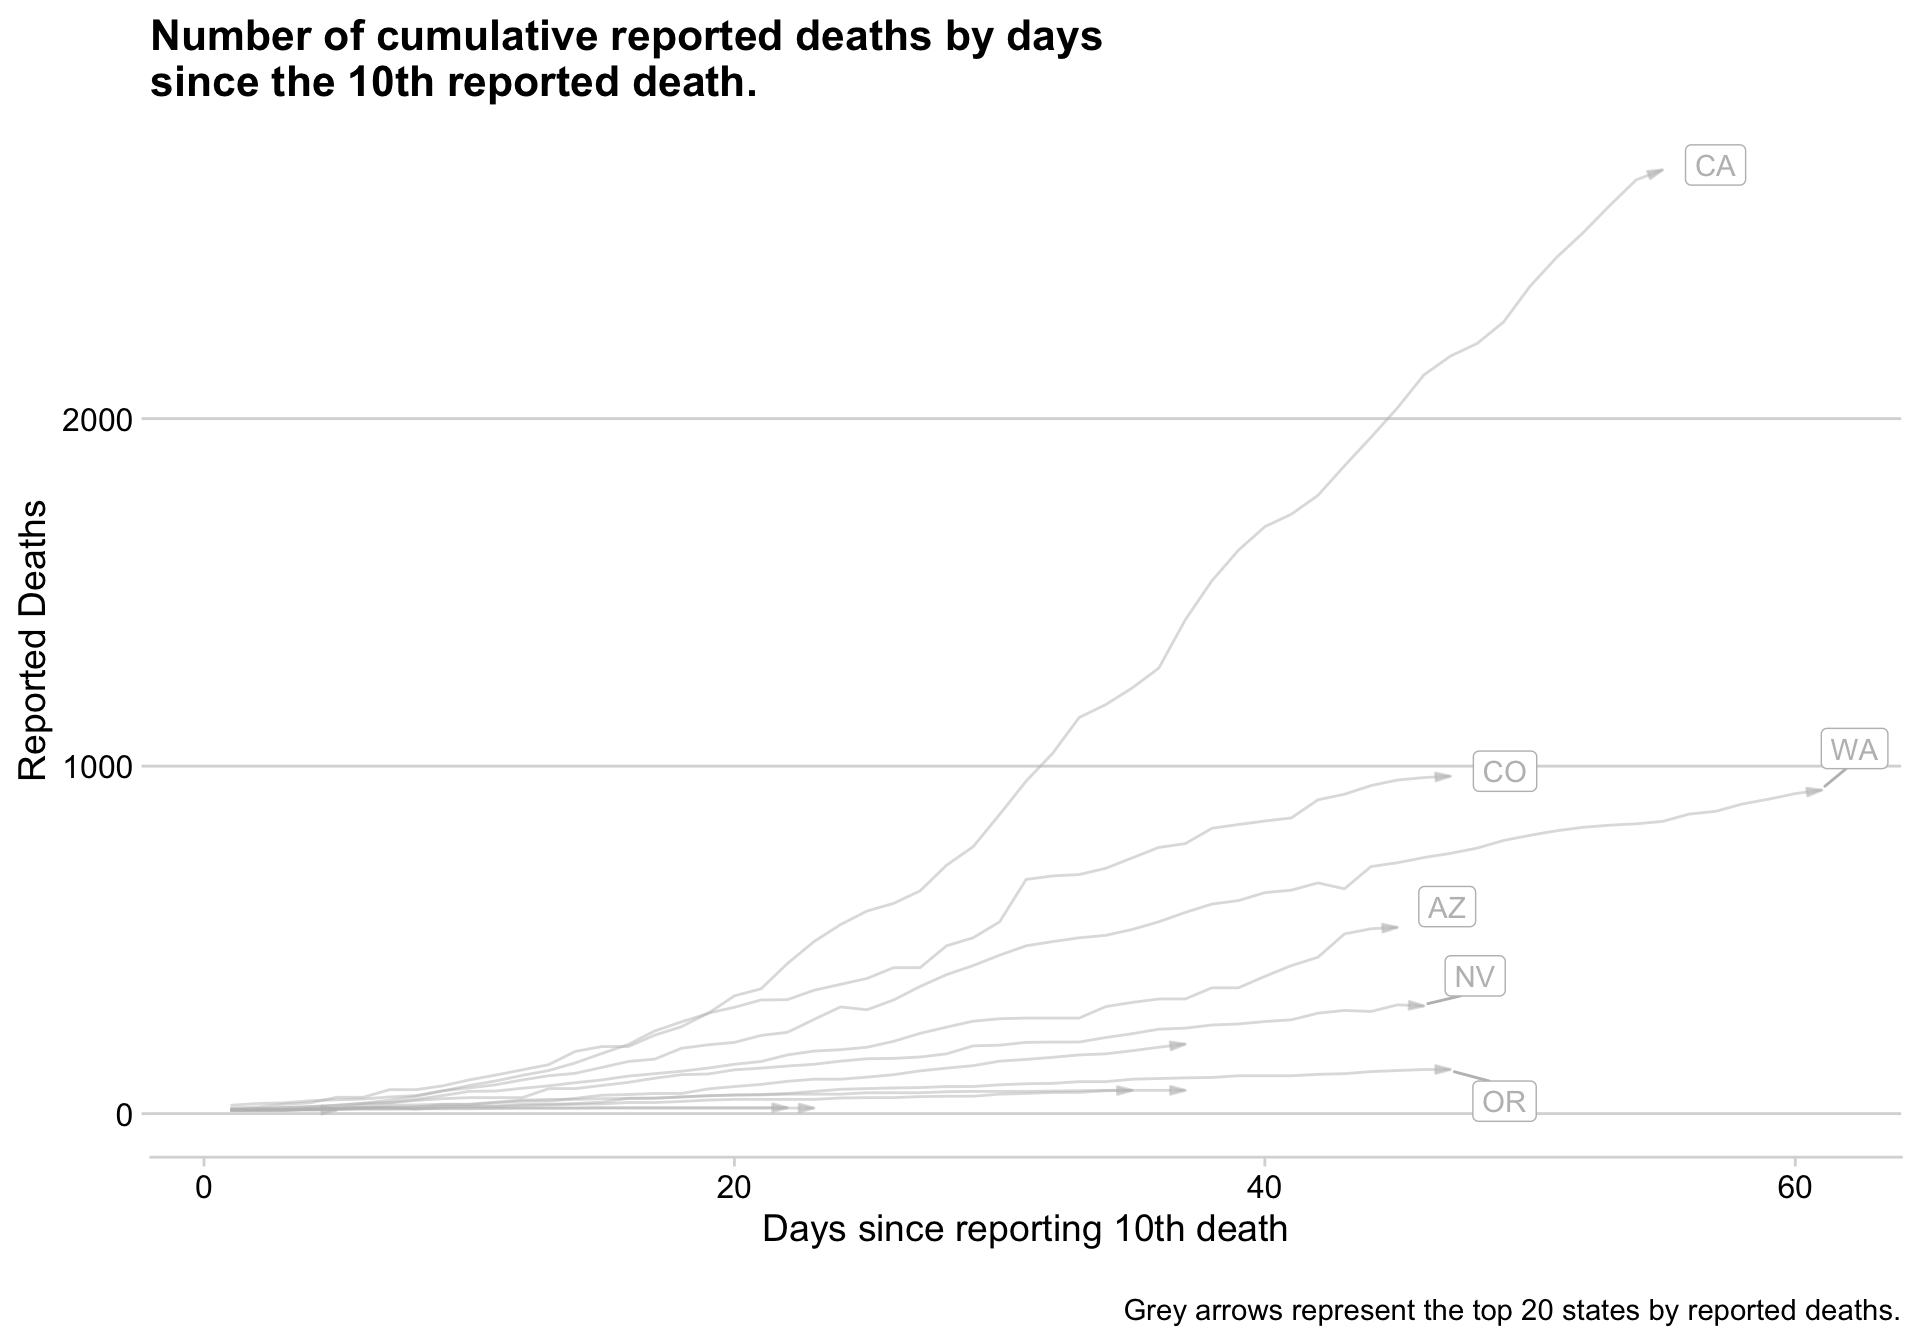 Number of cumulative reported deaths by days
since the 10th reported death.
CA
2000
Reported Deaths
WA
CO
1000
AZ
NV
OR
0
0 20 40 60
Days since reporting 10th death
Grey arrows represent the top 20 states by reported deaths.